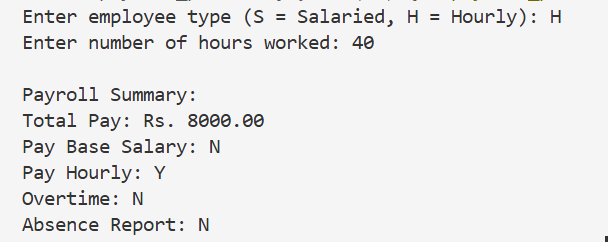 Enter employee type (S = Salaried, H = Hourly): H
Enter number of hours worked: 40
Payroll Summary:
Total Pay: Rs. 8000.00
Pay Base Salary: N
Pay Hourly: Y
Overtime: N
Absence Report: N